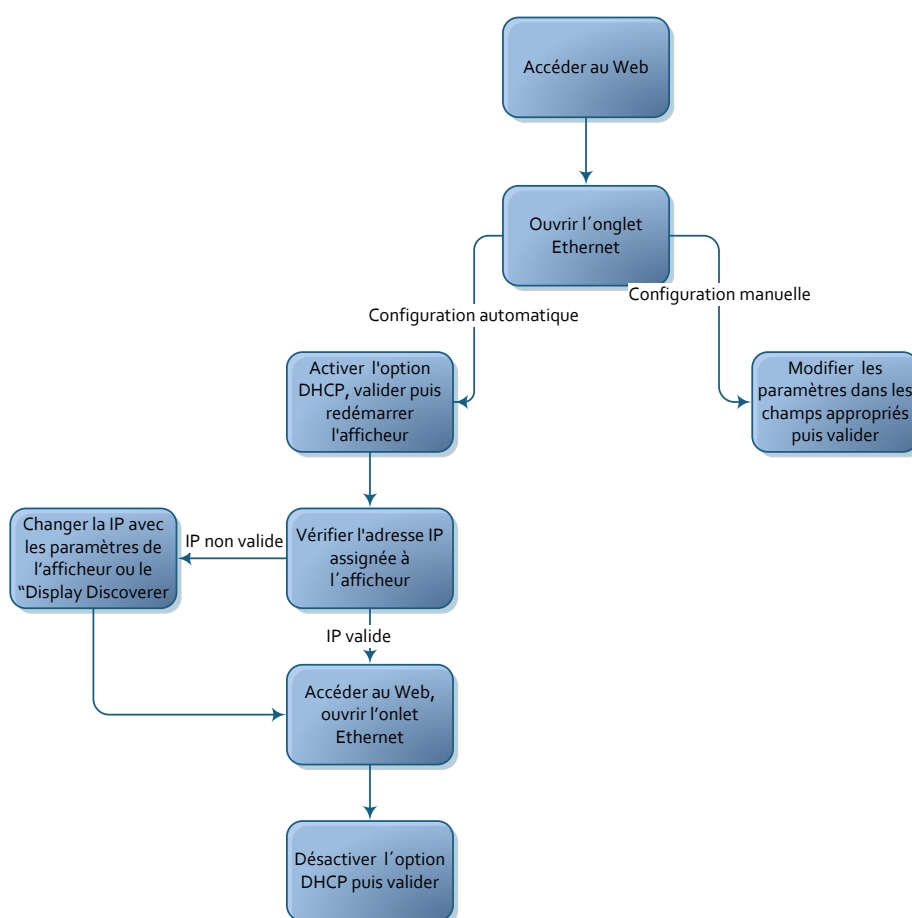 Accéder au Web
Ouvrir l´onglet
Ethernet
Configuration manuelle
Configuration automatique
Activer l'option
DHCP, valider puis
redémarrer
l'afficheur
Modifier les
paramètres dans les
champs appropriés
puis valider
Changer la IP avec
les paramètres de
l’afficheur ou le
“Display Discoverer
IP non valide
Vérifier l'adresse IP
assignée à
l´afficheur
IP valide
Accéder au Web,
ouvrir l’onlet
Ethernet
Désactiver l´option
DHCP puis valider